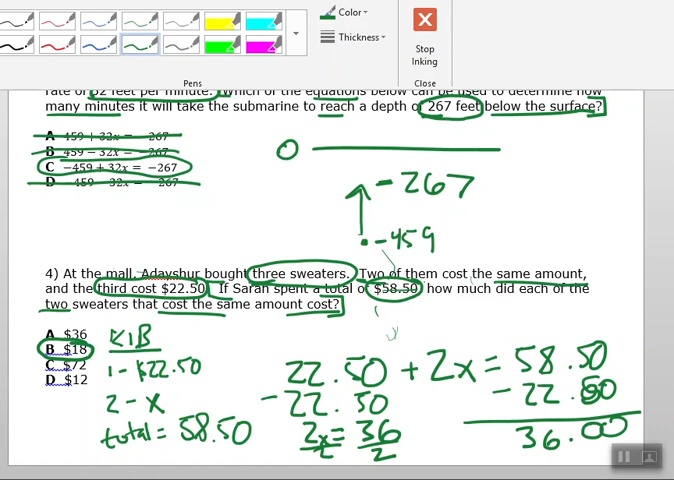 Color
Thickness
Stop
Inking
Pens
Close
rate of 32 feet per minute. Which of the equations below can be used to determine how
many minutes it will take the submarine to reach a depth of 267 feet below the surface?
A 459 + 32x = −267
B 459 − 32x = −267
C −459 + 32x = −267
D −459 − 32x = −267
0
-267
-459
4) At the mall, Adayshur bought three sweaters. Two of them cost the same amount,
and the third cost $22.50. If Sarah spent a total of $58.50 how much did each of the
two sweaters that cost the same amount cost?
A $36
B $18
C $72
D $12
1 - $22.50
2 - x
total = 58.50
22.50 + 2x = 58.50
- 22.50
2x = 36
2 2
- 22.50
36.00